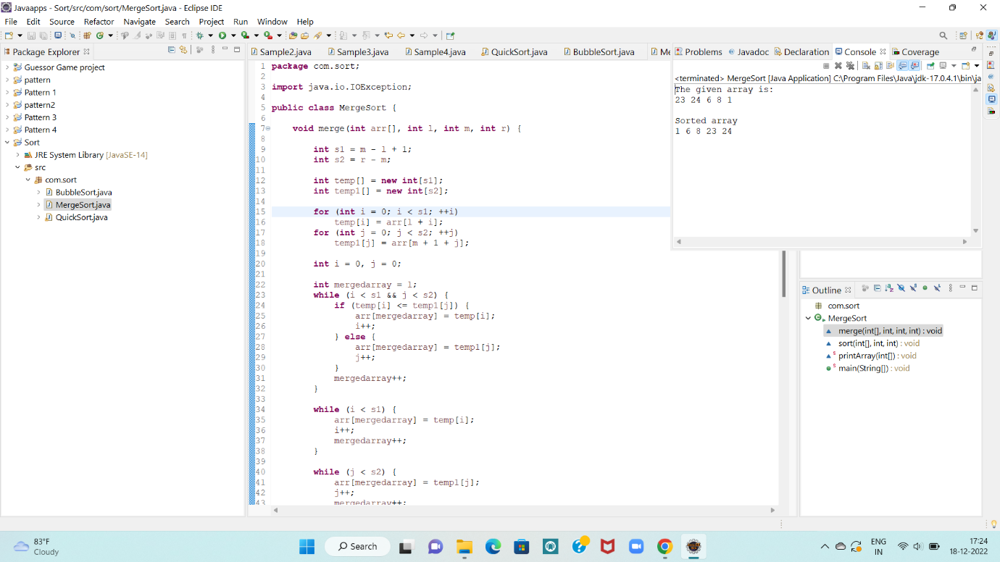 Javaapps - Sort/src/com/sort/MergeSort.java - Eclipse IDE
File Edit Source Refactor Navigate Search Project Run Window Help
Package Explorer
Guessor Game project
pattern
Pattern 1
pattern2
Pattern 3
Pattern 4
Sort
JRE System Library [JavaSE-14]
src
com.sort
BubbleSort.java
MergeSort.java
QuickSort.java
Sample2.java Sample3.java Sample4.java QuickSort.java BubbleSort.java Me
1 package com.sort;
2
3 import java.io.IOException;
4
5 public class MergeSort {
6
7 void merge(int arr[], int l, int m, int r) {
8
9 int s1 = m - l + 1;
10 int s2 = r - m;
11
12 int temp[] = new int[s1];
13 int temp1[] = new int[s2];
14
15 for (int i = 0; i < s1; ++i)
16 temp[i] = arr[l + i];
17 for (int j = 0; j < s2; ++j)
18 temp1[j] = arr[m + 1 + j];
19
20 int i = 0, j = 0;
21
22 int mergedarray = l;
23 while (i < s1 && j < s2) {
24 if (temp[i] <= temp1[j]) {
25 arr[mergedarray] = temp[i];
26 i++;
27 } else {
28 arr[mergedarray] = temp1[j];
29 j++;
30 }
31 mergedarray++;
32 }
33
34 while (i < s1) {
35 arr[mergedarray] = temp[i];
36 i++;
37 mergedarray++;
38 }
39
40 while (j < s2) {
41 arr[mergedarray] = temp1[j];
42 j++;
43 mergedarray++;
Problems Javadoc Declaration Console Coverage
<terminated> MergeSort [Java Application] C:\Program Files\Java\jdk-17.0.4.1\bin\ja
The given array is:
23 24 6 8 1
Sorted array
1 6 8 23 24
Outline
com.sort
MergeSort
merge(int[], int, int, int) : void
sort(int[], int, int) : void
printArray(int[]) : void
main(String[]) : void
83°F
Cloudy
Search
ENG
IN
17:24
18-12-2022